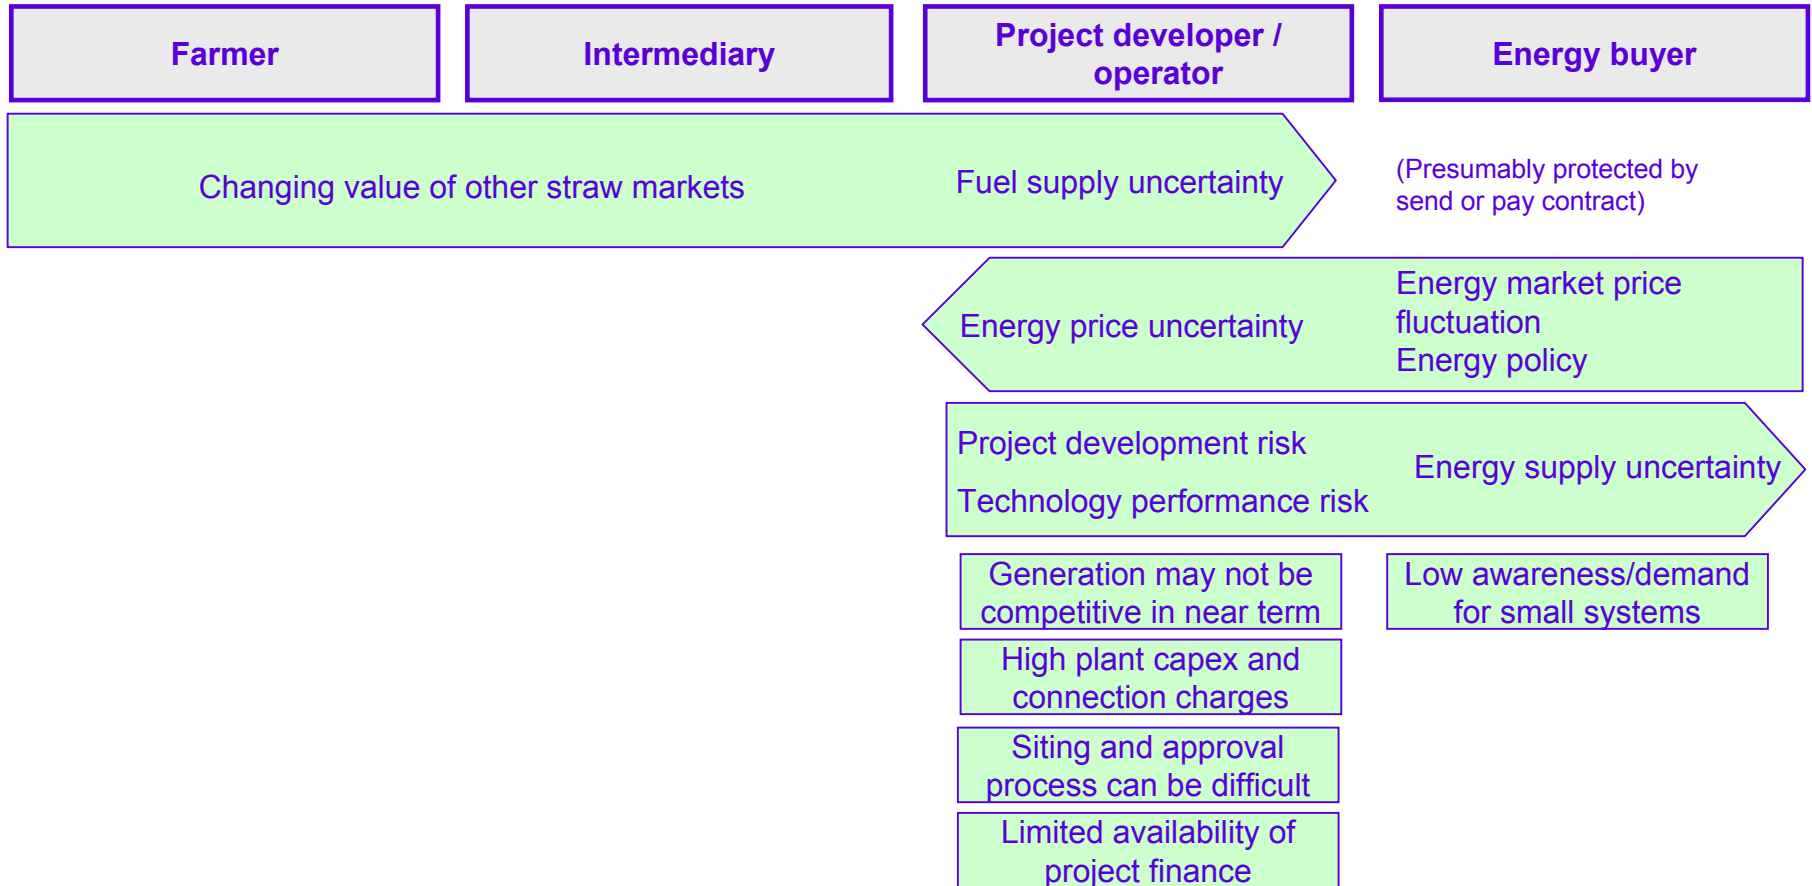 Farmer
Intermediary
Project developer /
operator
Energy buyer
Changing value of other straw markets
Fuel supply uncertainty
(Presumably protected by
send or pay contract)
Energy price uncertainty
Energy market price
fluctuation
Energy policy
Project development risk
Technology performance risk
Energy supply uncertainty
Generation may not be
competitive in near term
Low awareness/demand
for small systems
High plant capex and
connection charges
Siting and approval
process can be difficult
Limited availability of
project finance